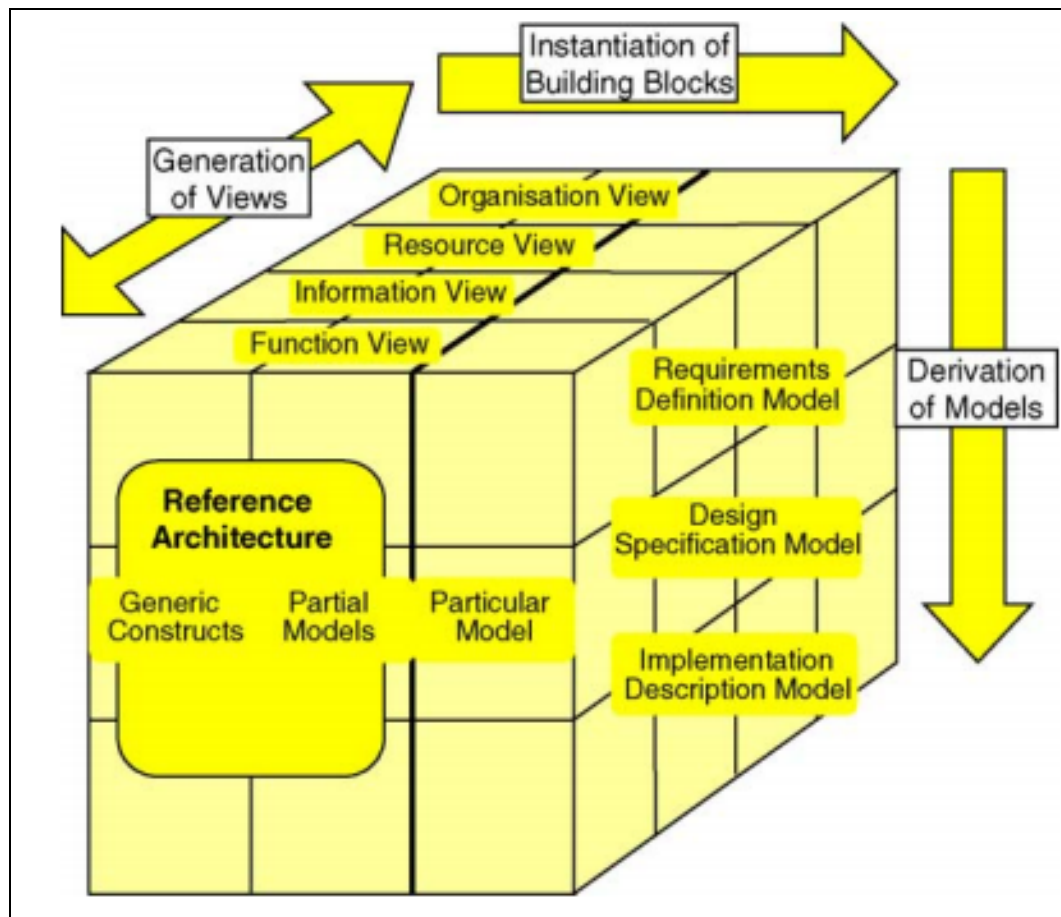 Instantiation of
Building Blocks
Generation
of Views
Organisation View
Resource View
Information View
Function View
Requirements
Definition Model
Derivation
of Models
Reference
Architecture
Design
Specification Model
Generic
Constructs
Partial
Models
Particular
Model
Implementation
Description Model